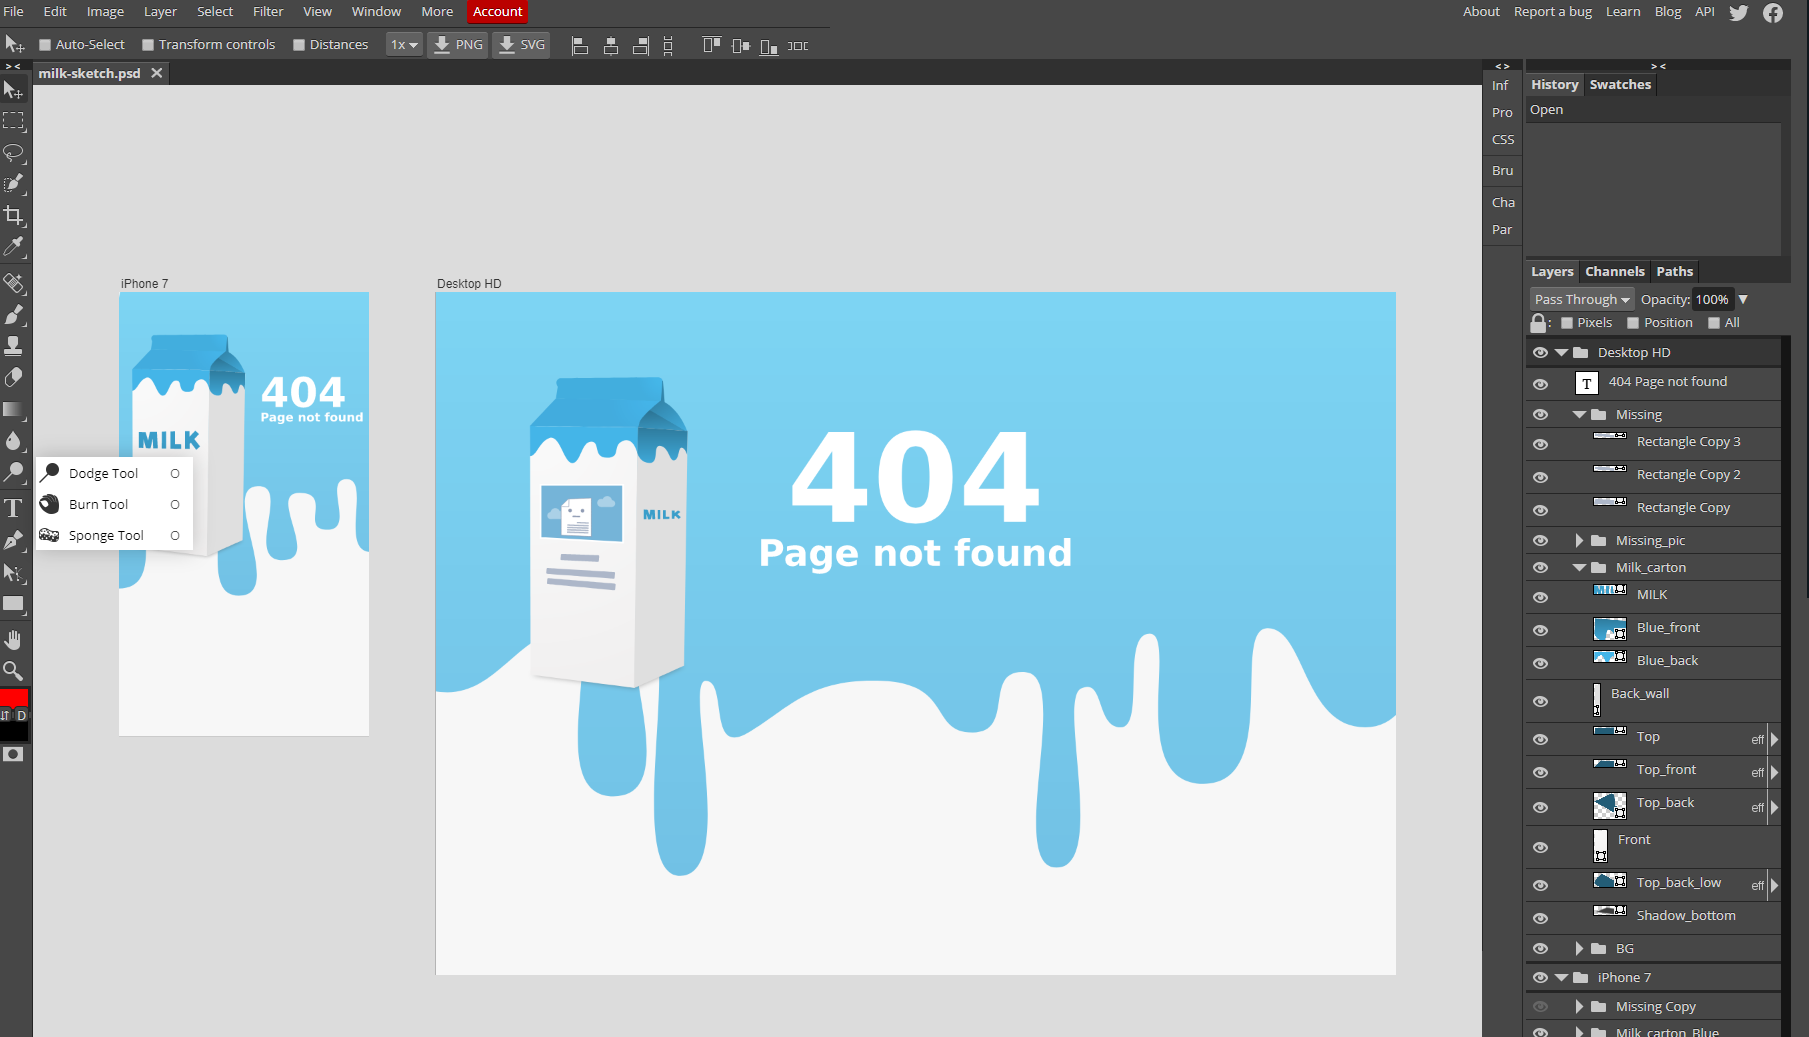 File Edit Image Layer Select Filter View Window More Account About Report a bug Learn Blog API
Auto-Select Transform controls Distances 1x PNG SVG
> < < > > <
milk-sketch.psd
History Swatches
Open
Inf
Pro
CSS
Bru
Cha
Par
iPhone 7
Desktop HD
404
Page not found
MILK
404
Page not found
MILK
Dodge Tool O
Burn Tool O
Sponge Tool O
T
D
Layers Channels Paths
Pass Through Opacity: 100%
: Pixels Position All
Desktop HD
T 404 Page not found
Missing
Rectangle Copy 3
Rectangle Copy 2
Rectangle Copy
Missing_pic
Milk_carton
MILK
Blue_front
Blue_back
Back_wall
Top eff
Top_front eff
Top_back eff
Front
Top_back_low eff
Shadow_bottom
BG
iPhone 7
Missing Copy
Milk_carton_Blue